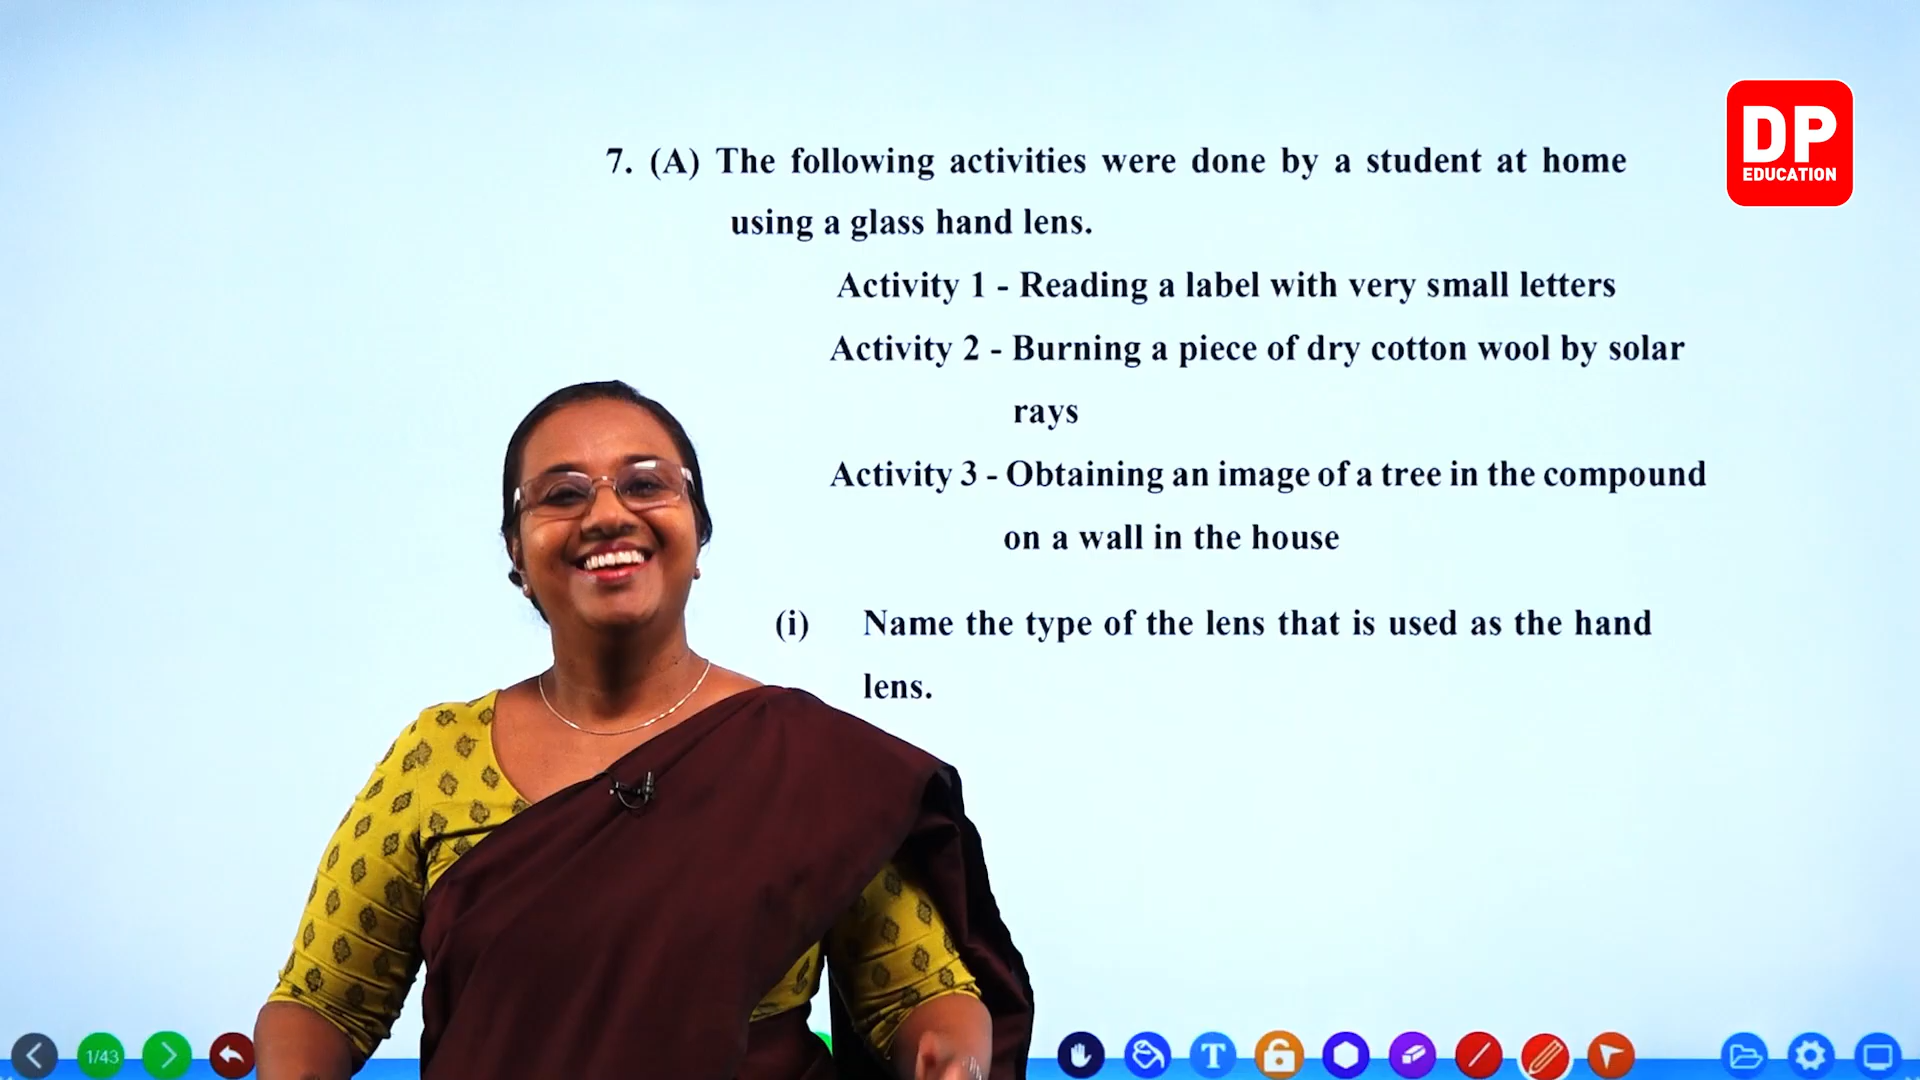 DP
EDUCATION
7. (A) The following activities were done by a student at home
using a glass hand lens.
Activity 1 - Reading a label with very small letters
Activity 2 - Burning a piece of dry cotton wool by solar
rays
Activity 3 - Obtaining an image of a tree in the compound
on a wall in the house
(i) Name the type of the lens that is used as the hand
lens.
1/43
T